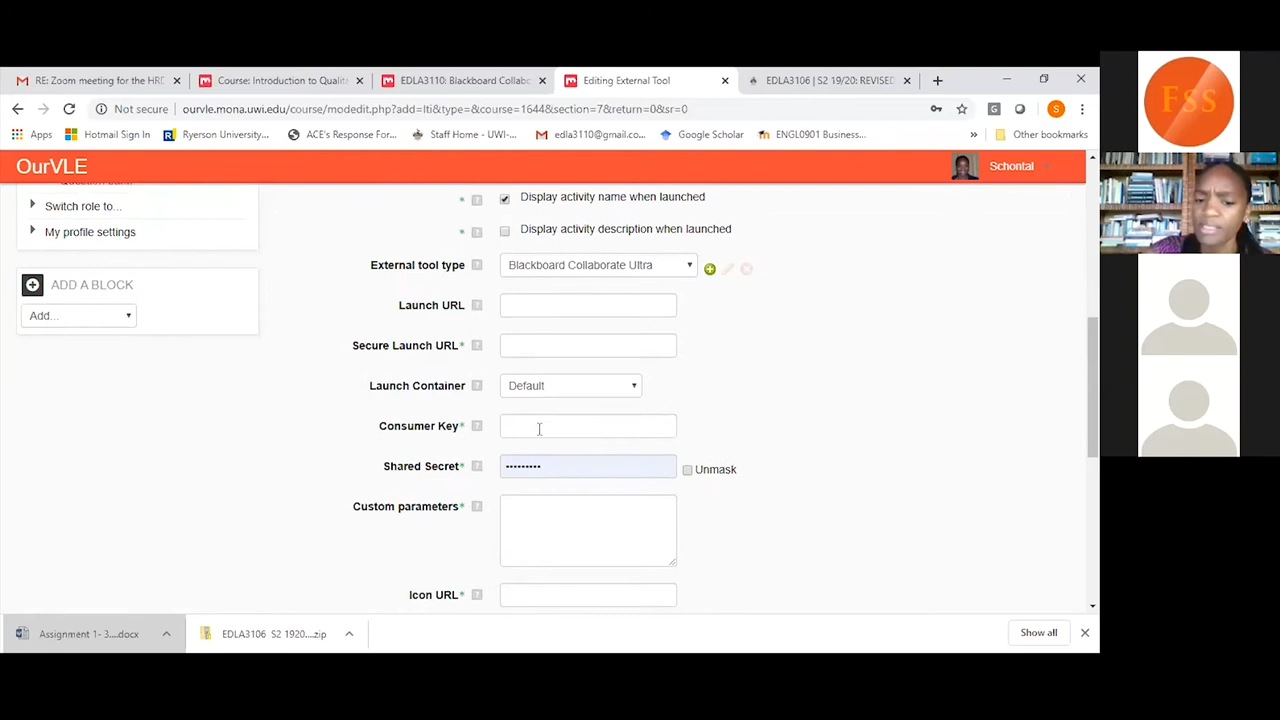 RE: Zoom meeting for the HRD
Course: Introduction to Qualita
EDLA3110: Blackboard Collabo
Editing External Tool
EDLA3106 | S2 19/20: REVISED
Not secure
ourvle.mona.uwi.edu/course/modedit.php?add=lti&type=&course=1644&section=7&return=0&sr=0
S
Apps
Hotmail Sign In
Ryerson University...
ACE's Response For...
Staff Home - UWI-...
edla3110@gmail.co...
Google Scholar
ENGL0901 Business...
»
Other bookmarks
OurVLE
Schontal
Switch role to...
My profile settings
ADD A BLOCK
Add...
* ? Display activity name when launched
* ? Display activity description when launched
External tool type ? Blackboard Collaborate Ultra
Launch URL ?
Secure Launch URL* ?
Launch Container ? Default
Consumer Key* ?
Shared Secret* ? ••••••••• Unmask
Custom parameters* ?
Icon URL* ?
Assignment 1- 3....docx
EDLA3106 S2 1920....zip
Show all
FSS